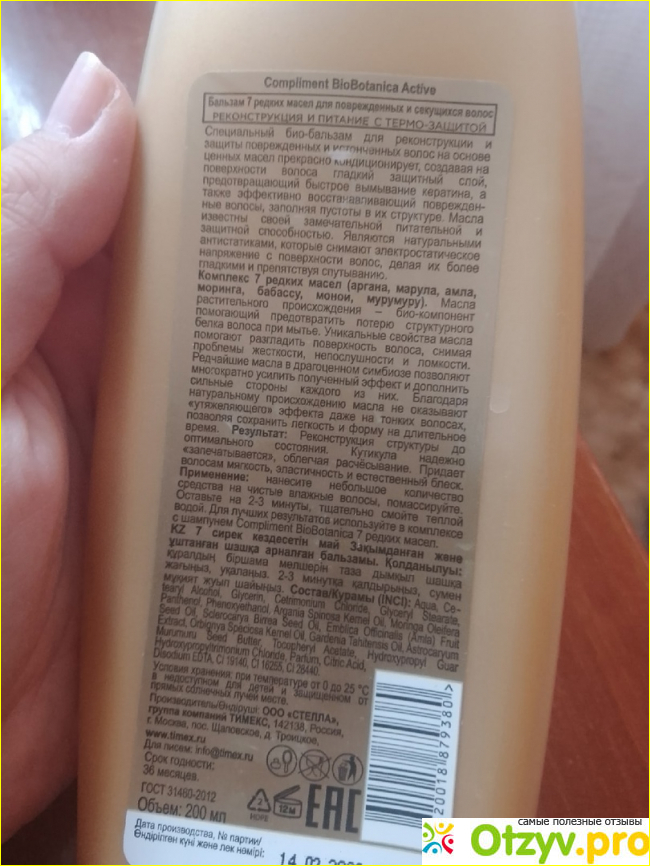 Compliment BioBotanica Active
Бальзам 7 редких масел для поврежденных и секущихся волос
РЕКОНСТРУКЦИЯ И ПИТАНИЕ С ТЕРМО-ЗАЩИТОЙ
Специальный био-бальзам для реконструкции и
защиты поврежденных и истонченных волос на основе
ценных масел прекрасно кондиционирует, создавая на
поверхности волоса гладкий защитный слой,
предотвращающий быстрое вымывание кератина, а
также эффективно восстанавливающий поврежден-
ные волосы, заполняя пустоты в их структуре. Масла
известны своей замечательной питательной и
защитной способностью. Являются натуральными
антистатиками, которые снимают электростатическое
напряжение с поверхности волос, делая их более
гладкими и препятствуя спутыванию.
Комплекс 7 редких масел (аргана, марула, амла,
моринга, бабассу, монои, мурумуру). Масла
растительного происхождения – био-компонент
помогающий предотвратить потерю структурного
белка волоса при мытье. Уникальные свойства масла
помогают разгладить поверхность волоса, снимая
проблемы жесткости, непослушности и ломкости.
Редчайшие масла в драгоценном симбиозе позволяют
многократно усилить полученный эффект и дополнить
сильные стороны каждого из них. Благодаря
натуральному происхождению масла не оказывают
«утяжеляющего» эффекта даже на тонких волосах,
позволяя сохранить легкость и форму на длительное
время. Результат: Реконструкция структуры до
оптимального состояния. Кутикула надежно
«запечатывается», облегчая расчёсывание. Придает
волосам мягкость, эластичность и естественный блеск.
Применение: нанесите небольшое количество
средства на чистые влажные волосы, помассируйте.
Оставьте на 2-3 минуты, тщательно смойте теплой
водой. Для лучших результатов используйте в комплексе
с шампунем Compliment BioBotanica 7 редких масел.
KZ 7 сирек кездесетін май Зақымданған және
ұштанған шашқа арналған бальзамы. Қолданылуы:
құралдың біршама мөлшерін таза дымқыл шашқа
жағыңыз, уқалаңыз. 2-3 минутқа қалдырыңыз, сумен
мұқият жуып шайыңыз. Состав/Құрамы (INCI): Aqua, Ce-
tearyl Alcohol, Glycerin, Cetrimonium Chloride, Glyceryl Stearate,
Panthenol, Phenoxyethanol, Argania Spinosa Kernel Oil, Moringa Oleifera
Seed Oil, Sclerocarya Birrea Seed Oil, Emblica Officinalis (Amla) Fruit
Extract, Orbignya Speciosa Kernel Oil, Gardenia Tahitensis Oil, Astrocaryum
Murumuru Seed Butter, Tocopheryl Acetate, Hydroxypropyl Guar
Hydroxypropyltrimonium Chloride, Parfum, Citric Acid,
Disodium EDTA, CI 19140, CI 16255, CI 28440.
Условия хранения: при температуре от 0 до 25 °C
в недоступном для детей и защищенном от
прямых солнечных лучей месте.
Производитель/Өндіруші: ООО «СТЕЛЛА»,
группа компаний ТИМЕКС, 142138, Россия,
г. Москва, пос. Щаповское, д. Троицкое,
www.timex.ru
Для писем: info@timex.ru
Срок годности:
36 месяцев.
ГОСТ 31460-2012
Объем: 200 мл
2
HDPE
12 М
EAC
Дата производства, № партии/
Өндірілген күні және лек нөмірі:
14 03
самые полезные отзывы
Otzyv.pro